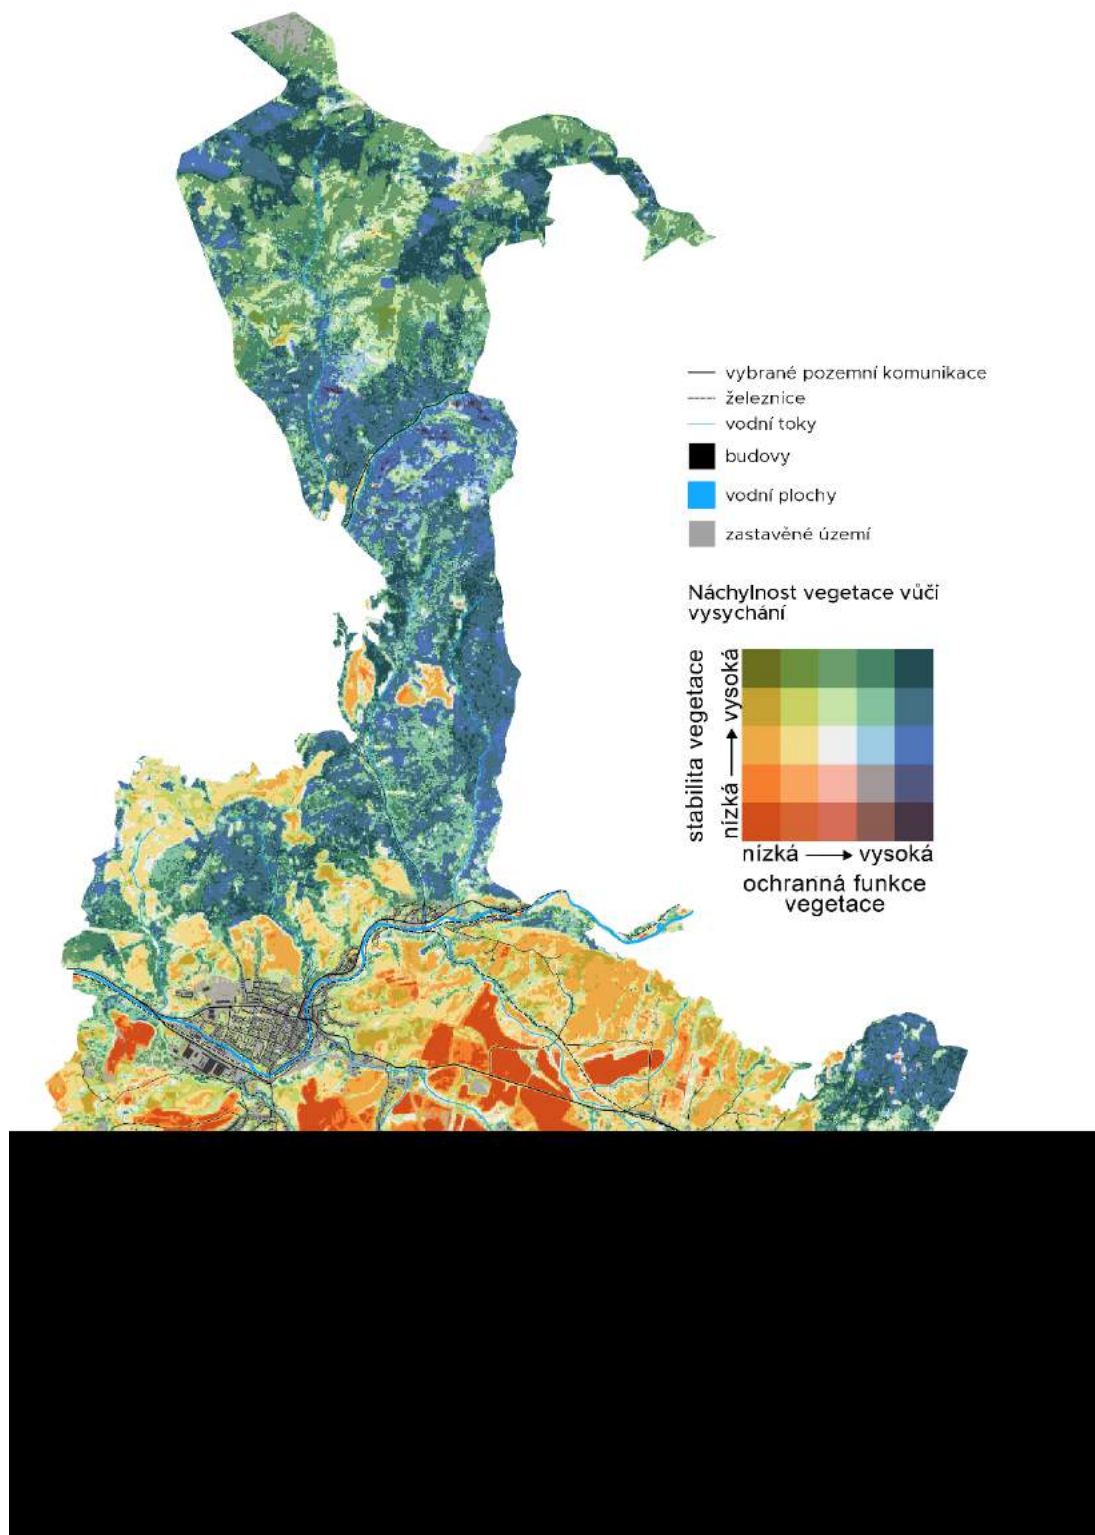 vybrané pozemní komunikace
železnice
vodní toky
budovy
vodní plochy
zastavěné území
Náchylnost vegetace vůči
vysychání
stabilita vegetace
nízká → vysoká
nízká → vysoká
ochranná funkce
vegetace